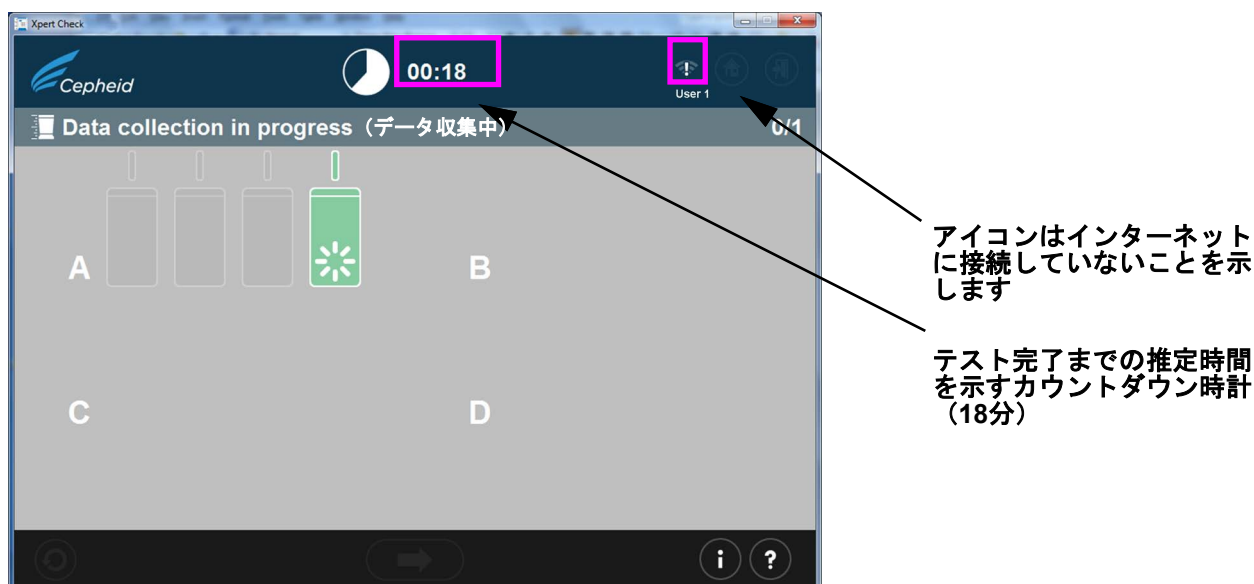 Xpert Check
Cepheid
00:18
User 1
Data collection in progress（データ収集中） 0/1
A
B
C
D
i ?
アイコンはインターネット
に接続していないことを示
します
テスト完了までの推定時間
を示すカウントダウン時計
（18分）